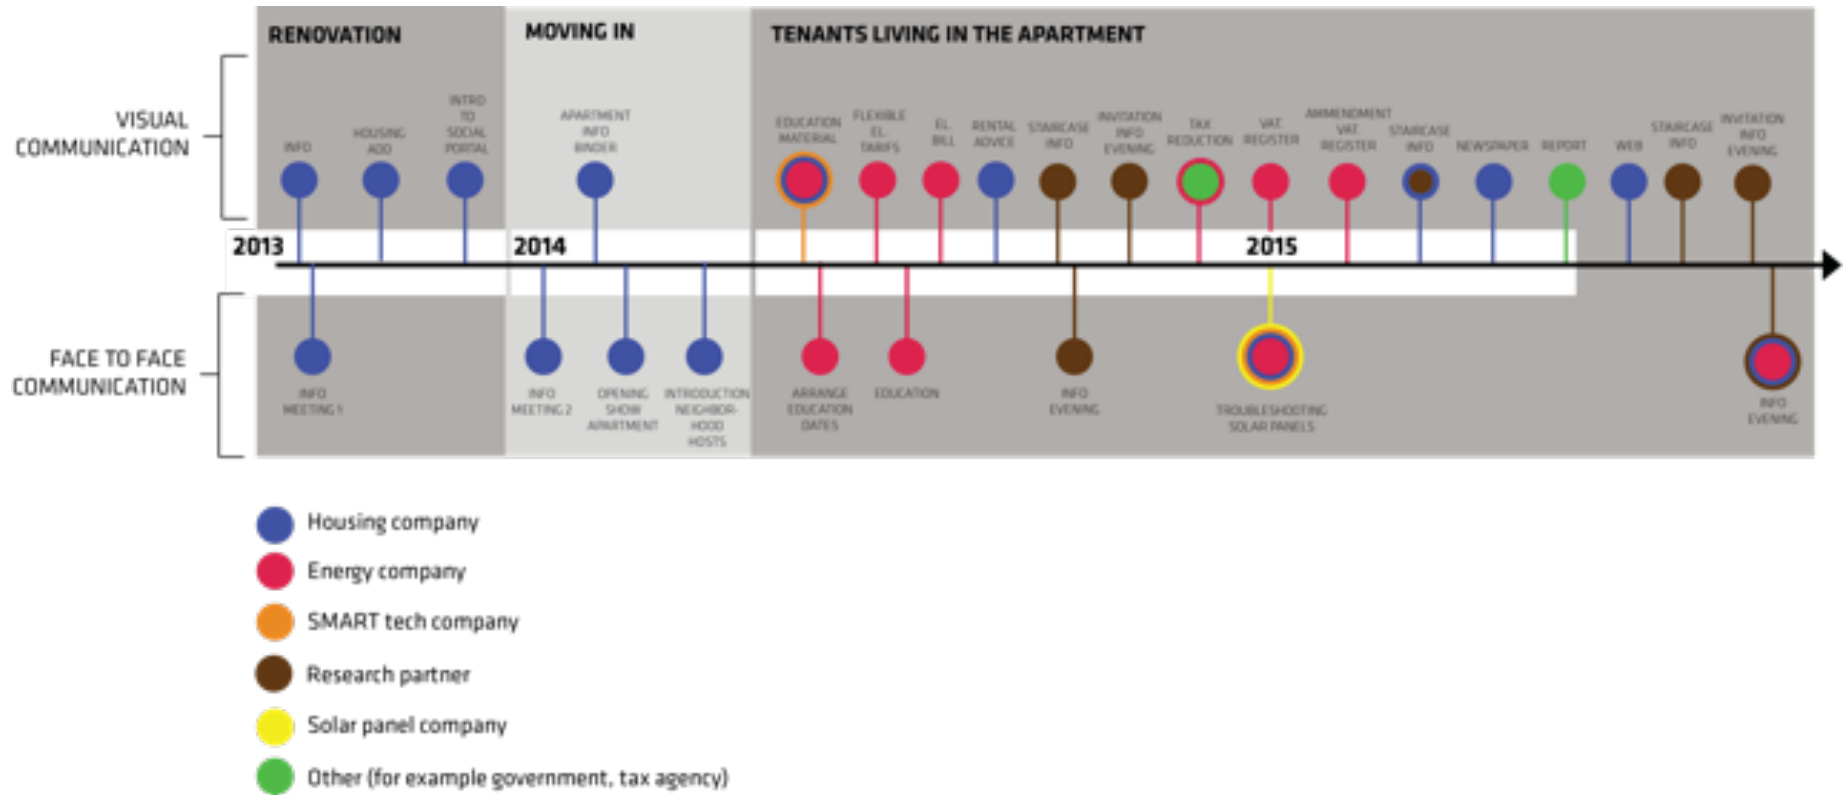 RENOVATION
MOVING IN
TENANTS LIVING IN THE APARTMENT
VISUAL
COMMUNICATION
INFO
HOUSING
ADD
INTRO
TO
SOCIAL
PORTAL
APARTMENT
INFO
BINDER
EDUCATION
MATERIAL
FLEXIBLE
EL.
TARIFS
EL.
BILL
RENTAL
ADVICE
STAIRCASE
INFO
INVITATION
INFO
EVENING
TAX
REDUCTION
VAT.
REGISTER
AMMENDMENT
VAT.
REGISTER
STAIRCASE
INFO
NEWSPAPER
REPORT
WEB
STAIRCASE
INFO
INVITATION
INFO
EVENING
2013
2014
2015
FACE TO FACE
COMMUNICATION
INFO
MEETING 1
INFO
MEETING 2
OPENING
SHOW
APARTMENT
INTRODUCTION
NEIGHBOR-
HOOD
HOSTS
ARRANGE
EDUCATION
DATES
EDUCATION
INFO
EVENING
TROUBLESHOOTING
SOLAR PANELS
INFO
EVENING
Housing company
Energy company
SMART tech company
Research partner
Solar panel company
Other (for example government, tax agency)